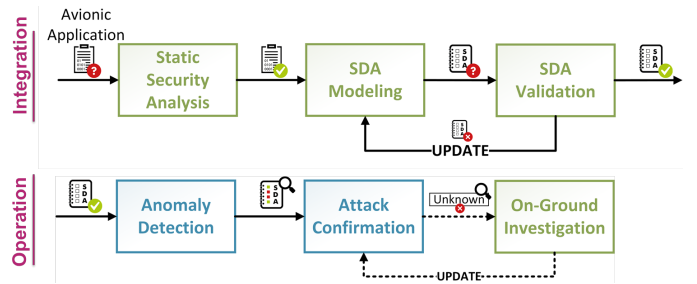 Avionic
Application
Integration
Static
Security
Analysis
SDA
Modeling
SDA
Validation
UPDATE
Operation
Anomaly
Detection
Attack
Confirmation
Unknown
On-Ground
Investigation
UPDATE